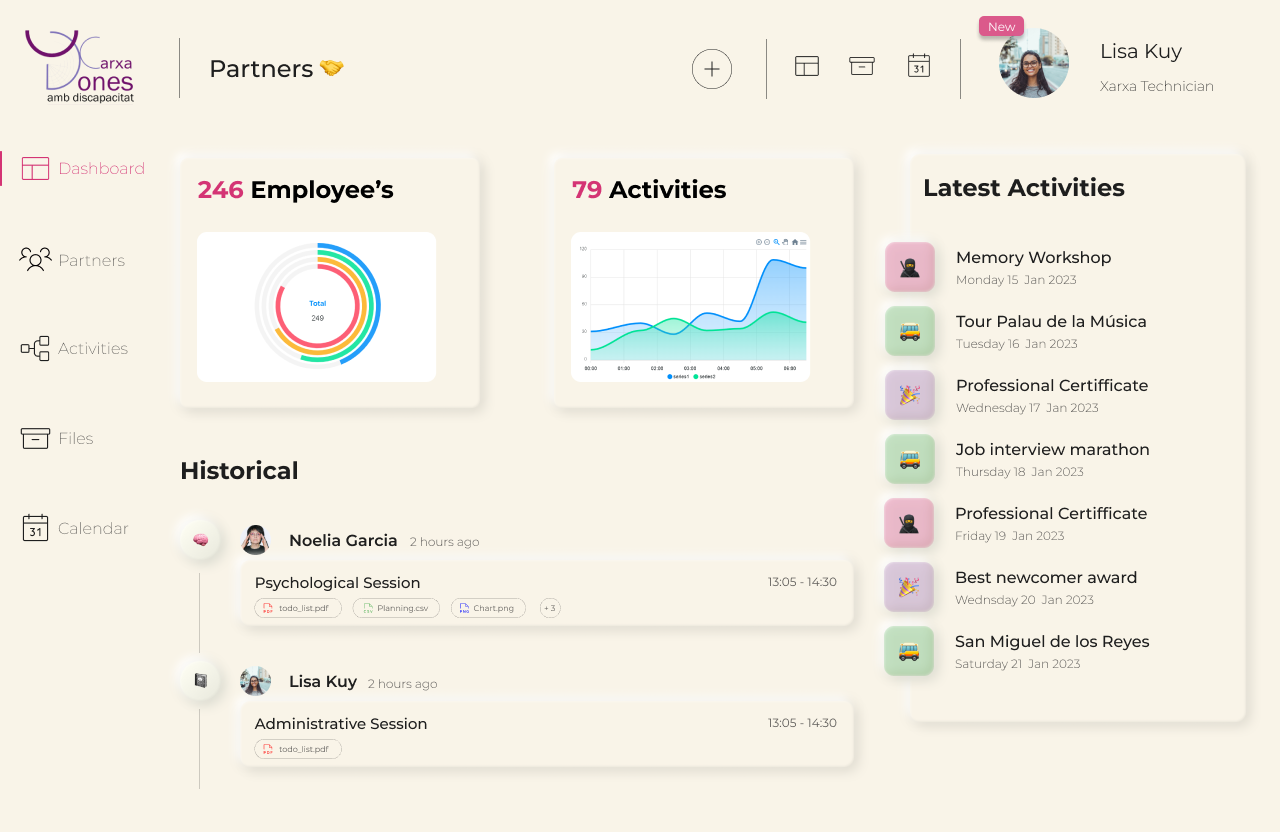 Xarxa
Dones
amb discapacitat
Partners
31
New
Lisa Kuy
Xarxa Technician
Dashboard
Partners
Activities
Files
31 Calendar
246 Employee’s
Total
249
79 Activities
120
90
60
30
0
00:00 01:00 02:00 03:00 04:00 05:00 06:00
series1 series2
Latest Activities
Memory Workshop
Monday 15 Jan 2023
Tour Palau de la Música
Tuesday 16 Jan 2023
Professional Certifficate
Wednesday 17 Jan 2023
Job interview marathon
Thursday 18 Jan 2023
Professional Certifficate
Friday 19 Jan 2023
Best newcomer award
Wednsday 20 Jan 2023
San Miguel de los Reyes
Saturday 21 Jan 2023
Historical
Noelia Garcia 2 hours ago
Psychological Session 13:05 - 14:30
PDF todo_list.pdf CSV Planning.csv PNG Chart.png + 3
Lisa Kuy 2 hours ago
Administrative Session 13:05 - 14:30
PDF todo_list.pdf